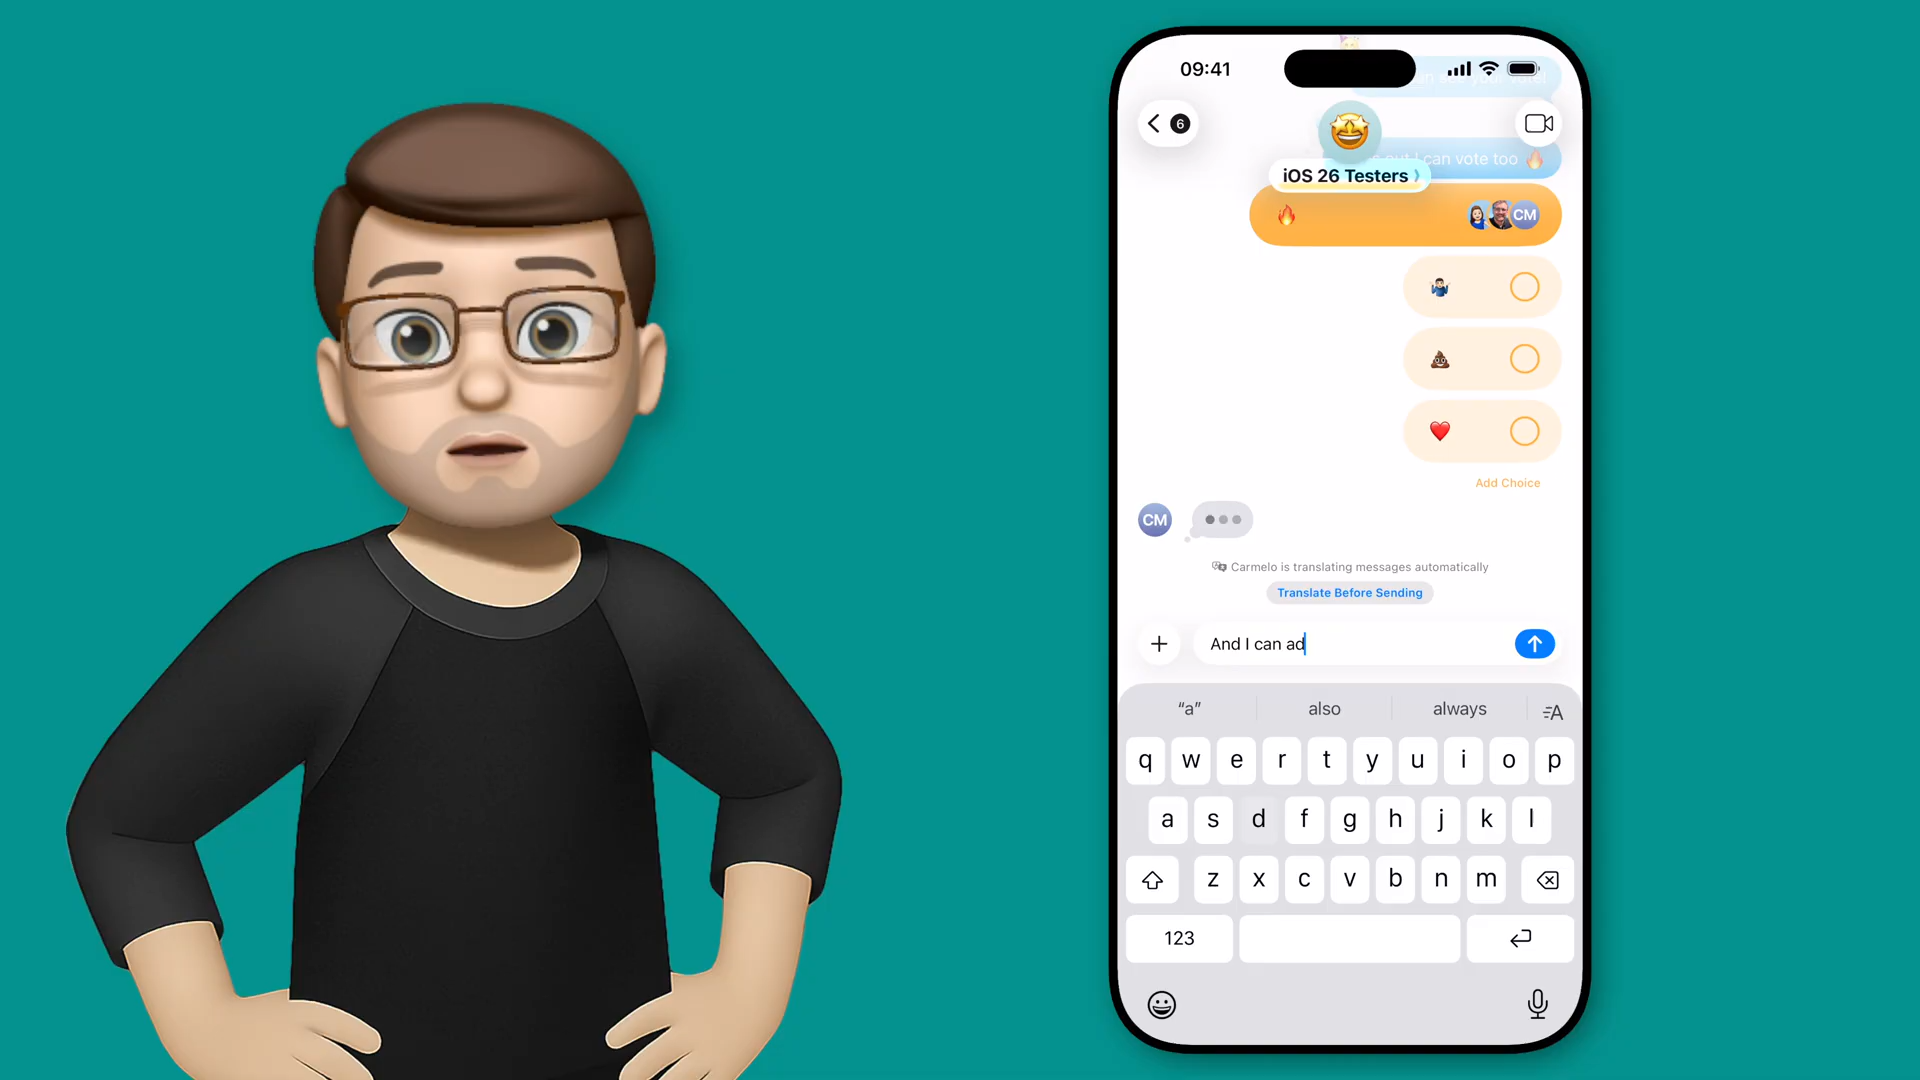 09:41
6
can vote too 🔥
iOS 26 Testers
🔥 CM
🤷🏻‍♂️
💩
❤️
Add Choice
CM
Carmelo is translating messages automatically
Translate Before Sending
And I can ad
“a” also always A
q w e r t y u i o p
a s d f g h j k l
z x c v b n m
123